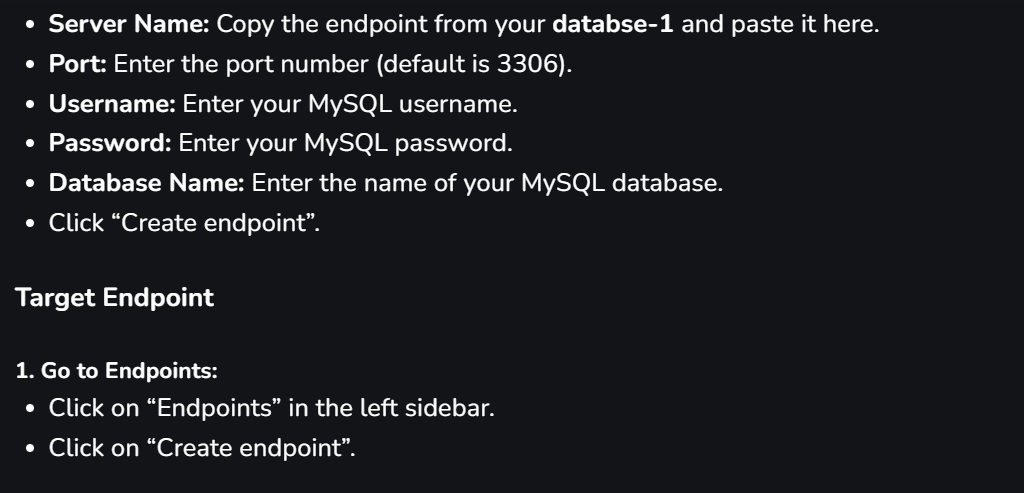 • Server Name: Copy the endpoint from your databse-1 and paste it here.
• Port: Enter the port number (default is 3306).
• Username: Enter your MySQL username.
• Password: Enter your MySQL password.
• Database Name: Enter the name of your MySQL database.
• Click “Create endpoint”.
Target Endpoint
1. Go to Endpoints:
• Click on “Endpoints” in the left sidebar.
• Click on “Create endpoint”.